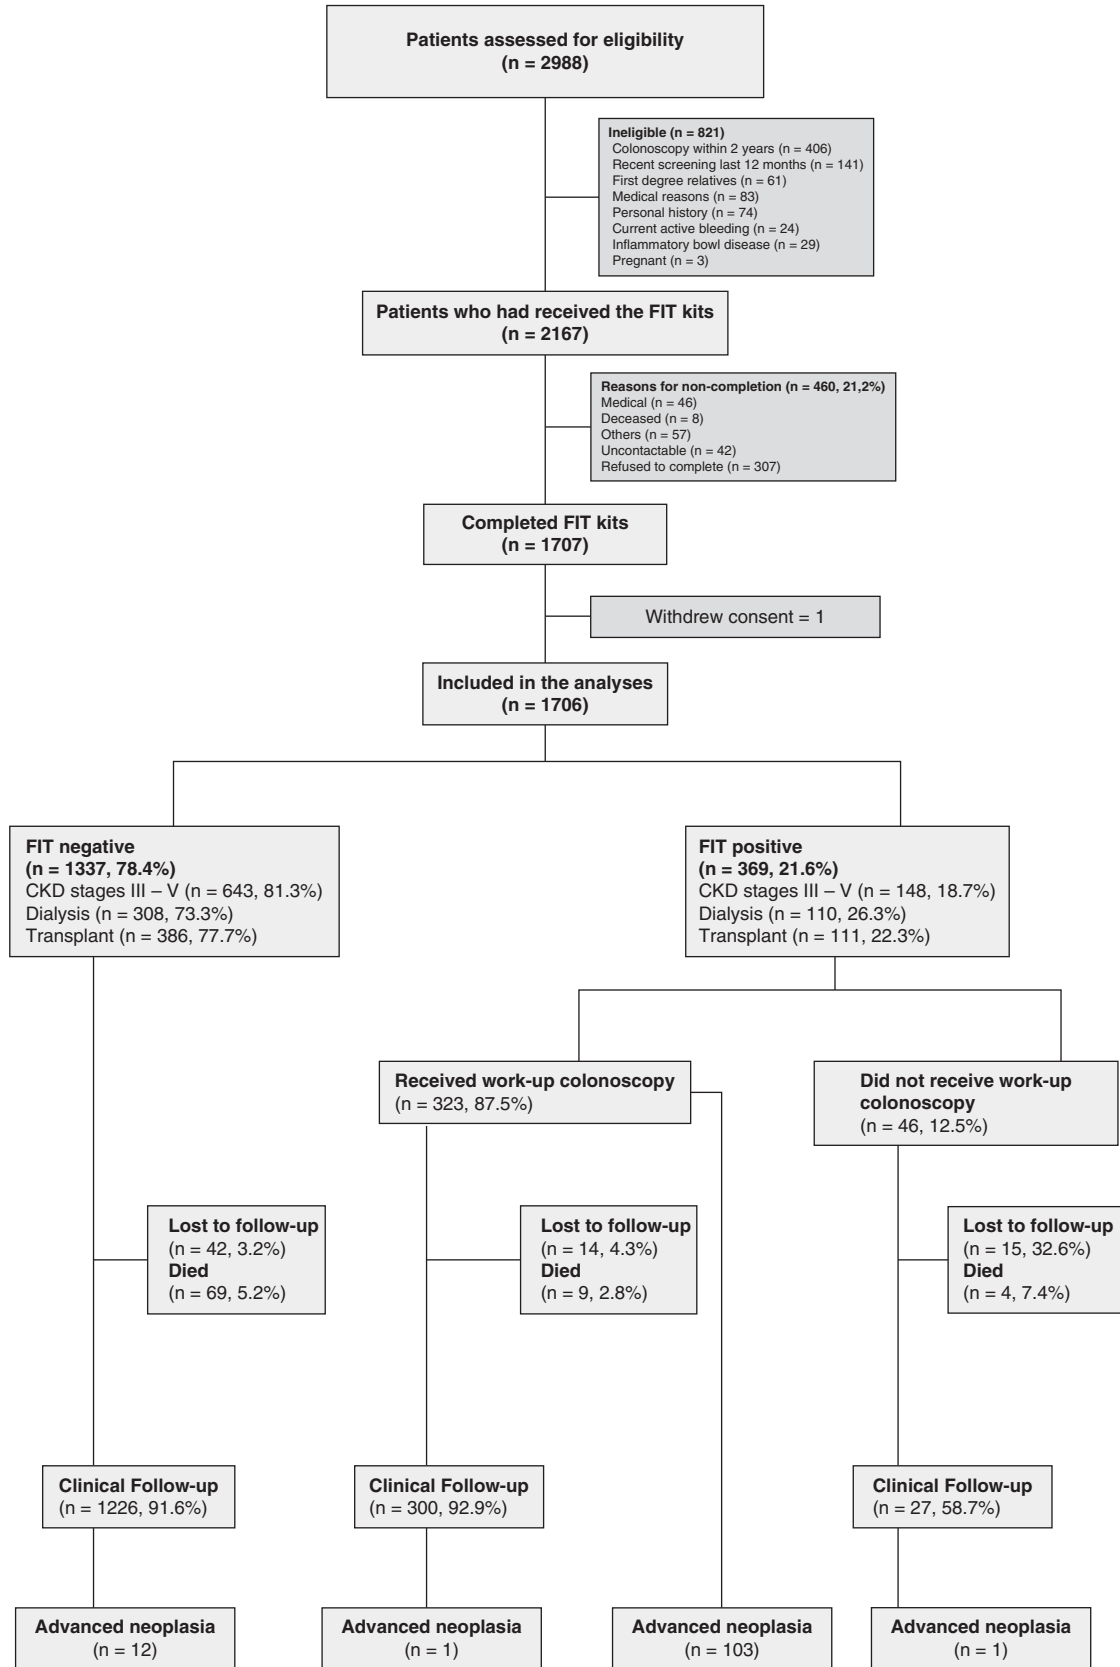 Patients assessed for eligibility
(n = 2988)
Ineligible (n = 821)
Colonoscopy within 2 years (n = 406)
Recent screening last 12 months (n = 141)
First degree relatives (n = 61)
Medical reasons (n = 83)
Personal history (n = 74)
Current active bleeding (n = 24)
Inflammatory bowl disease (n = 29)
Pregnant (n = 3)
Patients who had received the FIT kits
(n = 2167)
Reasons for non-completion (n = 460, 21,2%)
Medical (n = 46)
Deceased (n = 8)
Others (n = 57)
Uncontactable (n = 42)
Refused to complete (n = 307)
Completed FIT kits
(n = 1707)
Withdrew consent = 1
Included in the analyses
(n = 1706)
FIT negative
(n = 1337, 78.4%)
CKD stages III – V (n = 643, 81.3%)
Dialysis (n = 308, 73.3%)
Transplant (n = 386, 77.7%)
FIT positive
(n = 369, 21.6%)
CKD stages III – V (n = 148, 18.7%)
Dialysis (n = 110, 26.3%)
Transplant (n = 111, 22.3%)
Received work-up colonoscopy
(n = 323, 87.5%)
Did not receive work-up
colonoscopy
(n = 46, 12.5%)
Lost to follow-up
(n = 42, 3.2%)
Died
(n = 69, 5.2%)
Lost to follow-up
(n = 14, 4.3%)
Died
(n = 9, 2.8%)
Lost to follow-up
(n = 15, 32.6%)
Died
(n = 4, 7.4%)
Clinical Follow-up
(n = 1226, 91.6%)
Clinical Follow-up
(n = 300, 92.9%)
Clinical Follow-up
(n = 27, 58.7%)
Advanced neoplasia
(n = 12)
Advanced neoplasia
(n = 1)
Advanced neoplasia
(n = 103)
Advanced neoplasia
(n = 1)